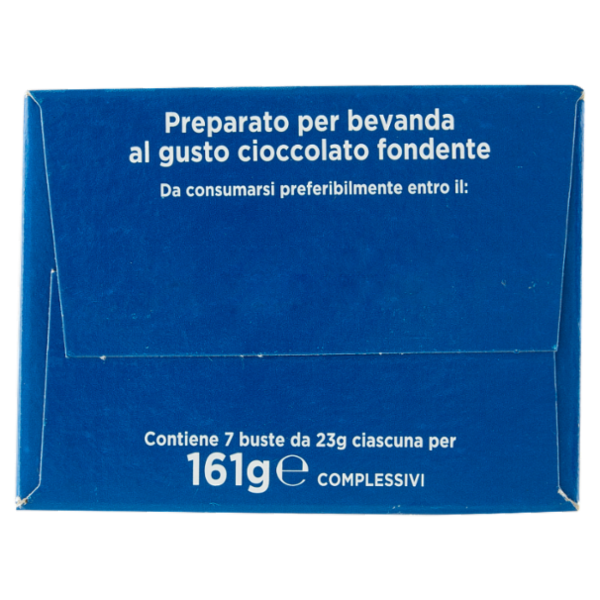 Preparato per bevanda
al gusto cioccolato fondente
Da consumarsi preferibilmente entro il:
Contiene 7 buste da 23g ciascuna per
161g ℮ COMPLESSIVI